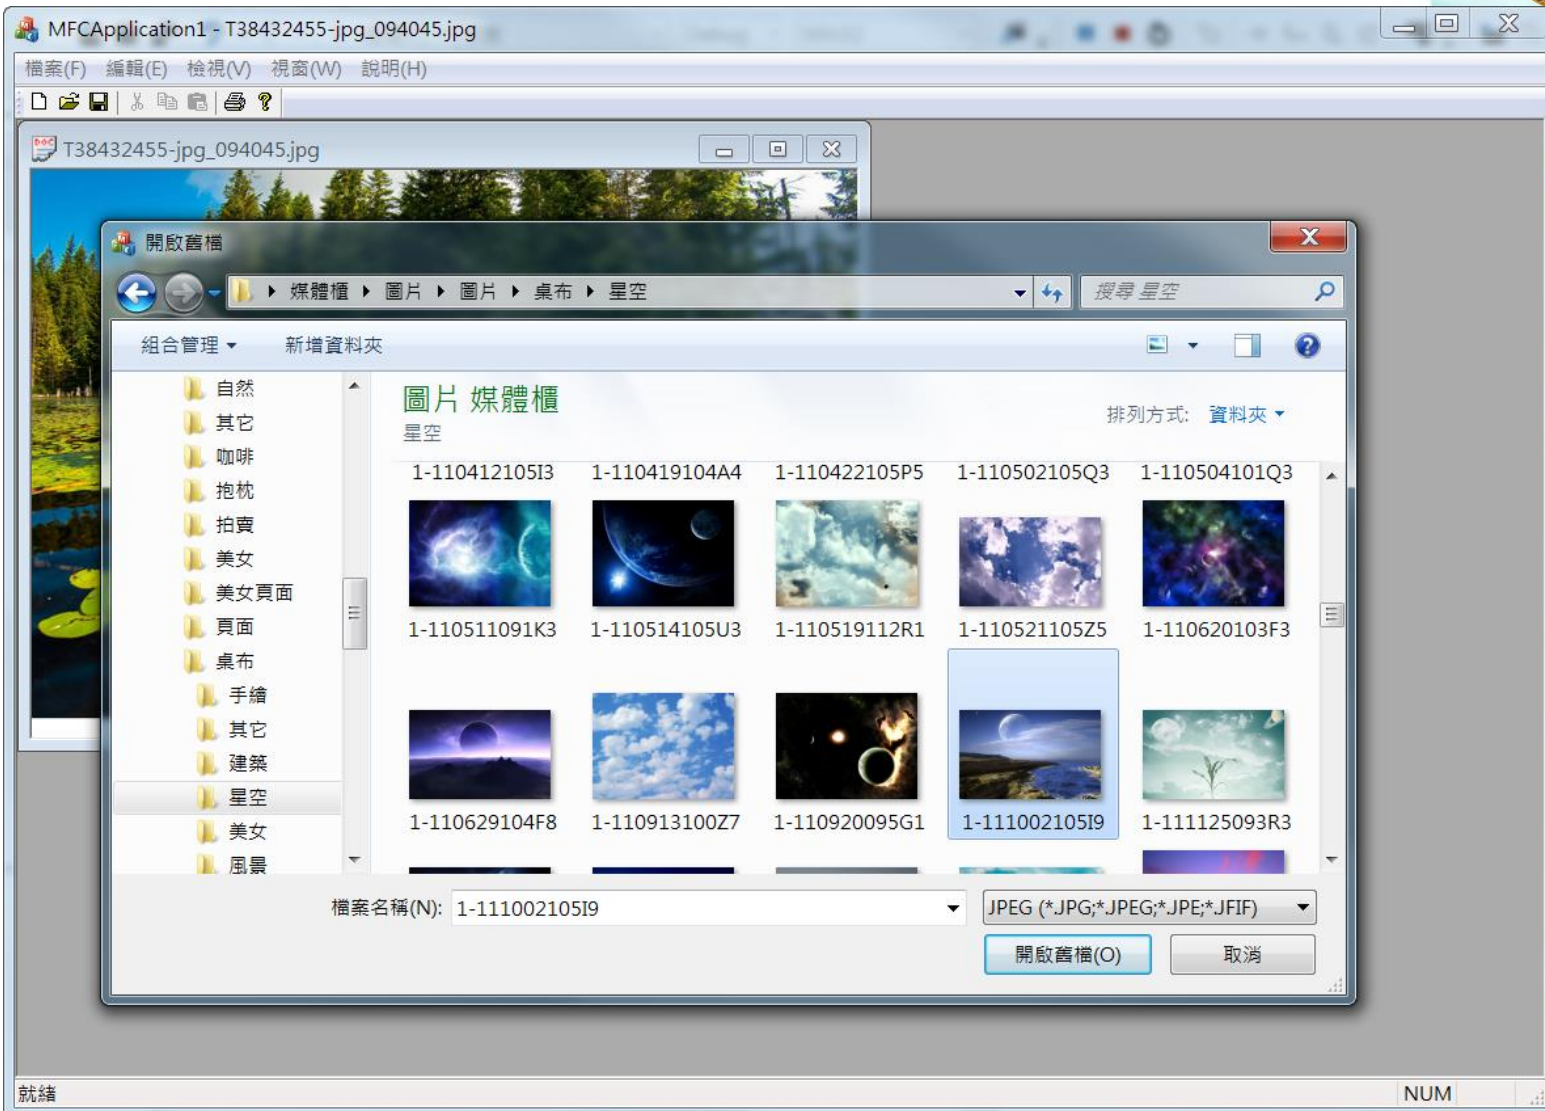 MFCApplication1 - T38432455-jpg_094045.jpg
檔案(F) 編輯(E) 檢視(V) 視窗(W) 說明(H)
T38432455-jpg_094045.jpg
開啟舊檔
媒體櫃 圖片 圖片 桌布 星空
搜尋 星空
組合管理 新增資料夾
自然
其它
咖啡
抱枕
拍賣
美女
美女頁面
頁面
桌布
手繪
其它
建築
星空
美女
風景
圖片 媒體櫃
星空
排列方式: 資料夾
1-110412105I3 1-110419104A4 1-110422105P5 1-110502105Q3 1-110504101Q3
1-110511091K3 1-110514105U3 1-110519112R1 1-110521105Z5 1-110620103F3
1-110629104F8 1-110913100Z7 1-110920095G1 1-111002105I9 1-111125093R3
檔案名稱(N): 1-111002105I9 JPEG (*.JPG;*.JPEG;*.JPE;*.JFIF)
開啟舊檔(O) 取消
就緒 NUM